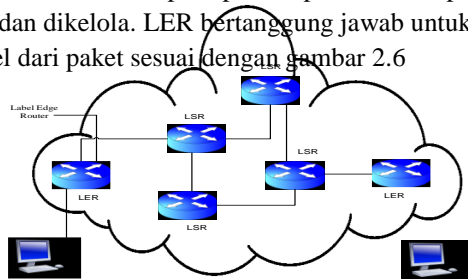 dan dikelola. LER bertanggung jawab untuk
el dari paket sesuai dengan gambar 2.6
LSR
Label Edge
Router
LSR
LSR
LER
LER
LSR